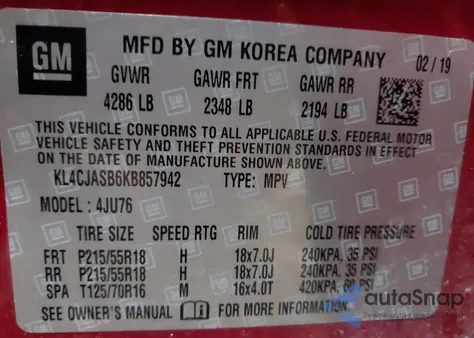 GM MFD BY GM KOREA COMPANY 02/19
GVWR GAWR FRT GAWR RR
4286 LB 2348 LB 2194 LB
THIS VEHICLE CONFORMS TO ALL APPLICABLE U.S. FEDERAL MOTOR
VEHICLE SAFETY AND THEFT PREVENTION STANDARDS IN EFFECT
ON THE DATE OF MANUFACTURE SHOWN ABOVE.
KL4CJASB6KB857942 TYPE: MPV
MODEL: 4JU76
TIRE SIZE SPEED RTG RIM COLD TIRE PRESSURE
FRT P215/55R18 H 18x7.0J 240KPA, 35 PSI
RR P215/55R18 H 18x7.0J 240KPA, 35 PSI
SPA T125/70R16 M 16x4.0T 420KPA, 60 PSI
SEE OWNER'S MANUAL FOR MORE INFORMATION.
autoSnap